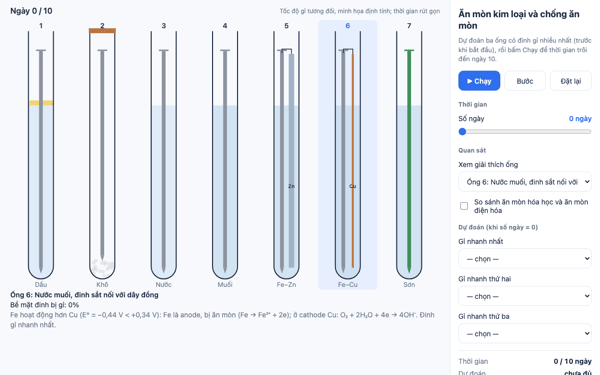 Ngày 0 / 10
Tốc độ gỉ tương đối, minh họa định tính; thời gian rút gọn
1 2 3 4 5 6 7
Zn
Cu
Dầu Khô Nước Muối Fe–Zn Fe–Cu Sơn
Ống 6: Nước muối, đinh sắt nối với dây đồng
Bề mặt đinh bị gỉ: 0%
Fe hoạt động hơn Cu (E° = −0,44 V < +0,34 V): Fe là anode, bị ăn mòn (Fe → Fe²⁺ + 2e); ở cathode Cu: O₂ + 2H₂O + 4e → 4OH⁻. Đinh
gỉ nhanh nhất.
Ăn mòn kim loại và chống ăn
mòn
Dự đoán ba ống có đinh gỉ nhiều nhất (trước
khi bắt đầu), rồi bấm Chạy để thời gian trôi
đến ngày 10.
► Chạy
Bước
Đặt lại
Thời gian
Số ngày 0 ngày
Quan sát
Xem giải thích ống
Ống 6: Nước muối, đinh sắt nối với
So sánh ăn mòn hóa học và ăn mòn
điện hóa
Dự đoán (khi số ngày = 0)
Gỉ nhanh nhất
— chọn —
Gỉ nhanh thứ hai
— chọn —
Gỉ nhanh thứ ba
— chọn —
Thời gian 0 / 10 ngày
Dự đoán chưa đủ